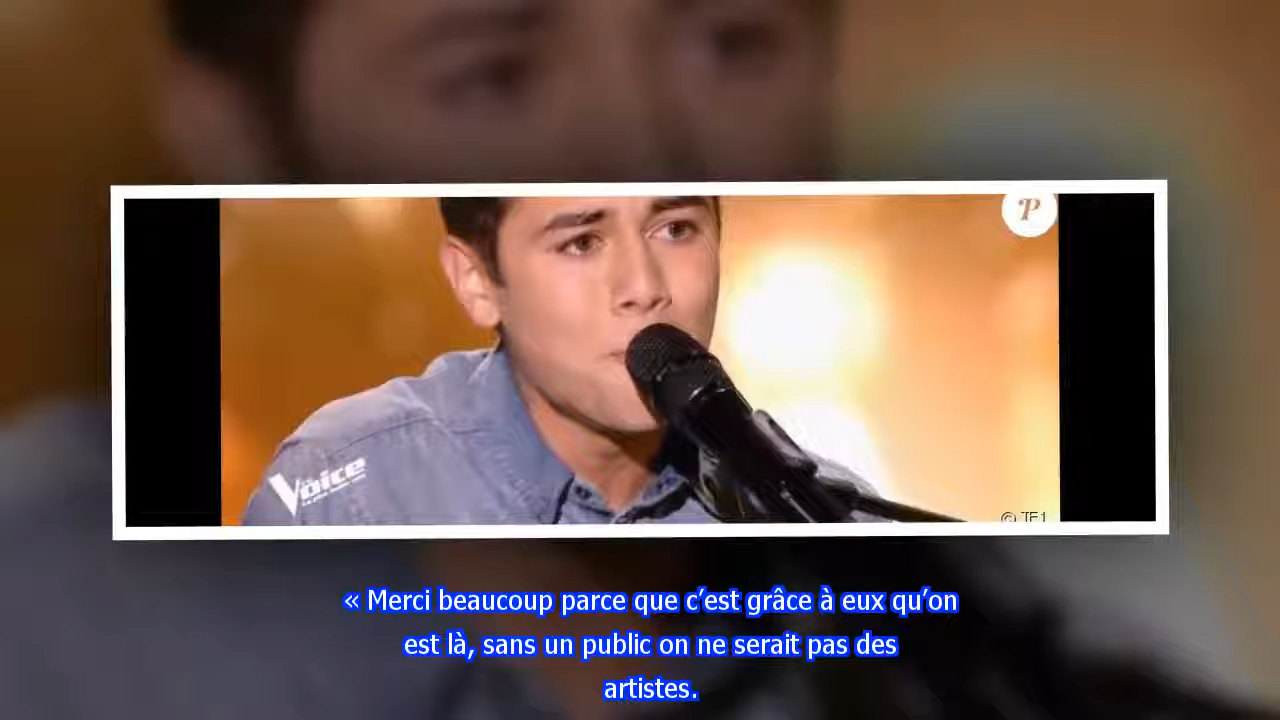 P
Voice
© TF1
« Merci beaucoup parce que c’est grâce à eux qu’on
est là, sans un public on ne serait pas des
artistes.